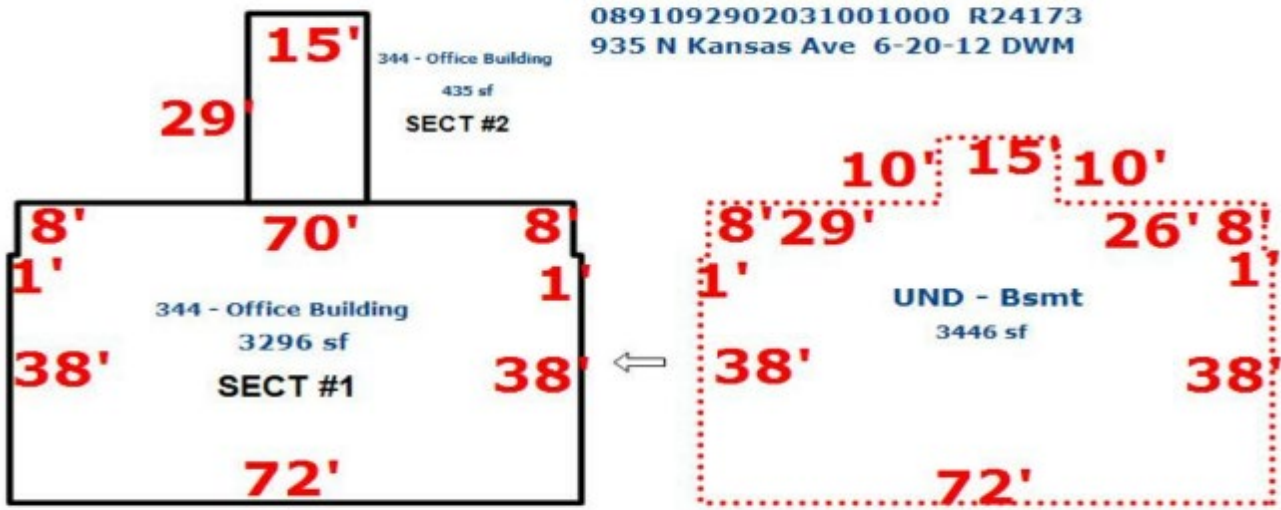 0891092902031001000 R24173
935 N Kansas Ave 6-20-12 DWM
15'
344 - Office Building
435 sf
SECT #2
29'
8'
70'
8'
1'
1'
344 - Office Building
3296 sf
SECT #1
38'
38'
72'
10'
15'
10'
8'
29'
26'
8'
1'
1'
UND - Bsmt
3446 sf
38'
38'
72'